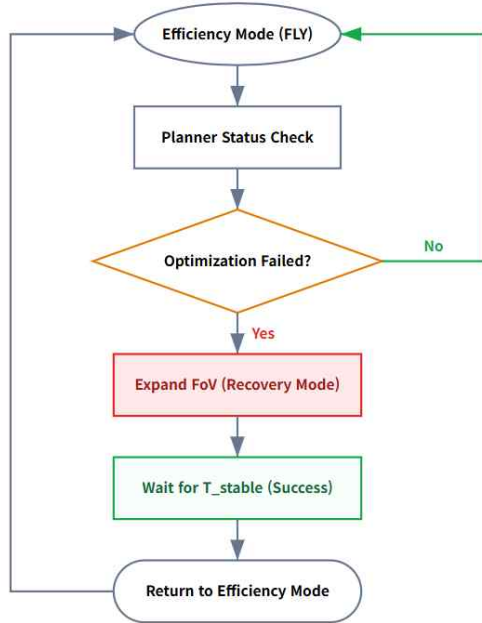 Efficiency Mode (FLY)
Planner Status Check
Optimization Failed?
No
Yes
Expand FoV (Recovery Mode)
Wait for T_stable (Success)
Return to Efficiency Mode